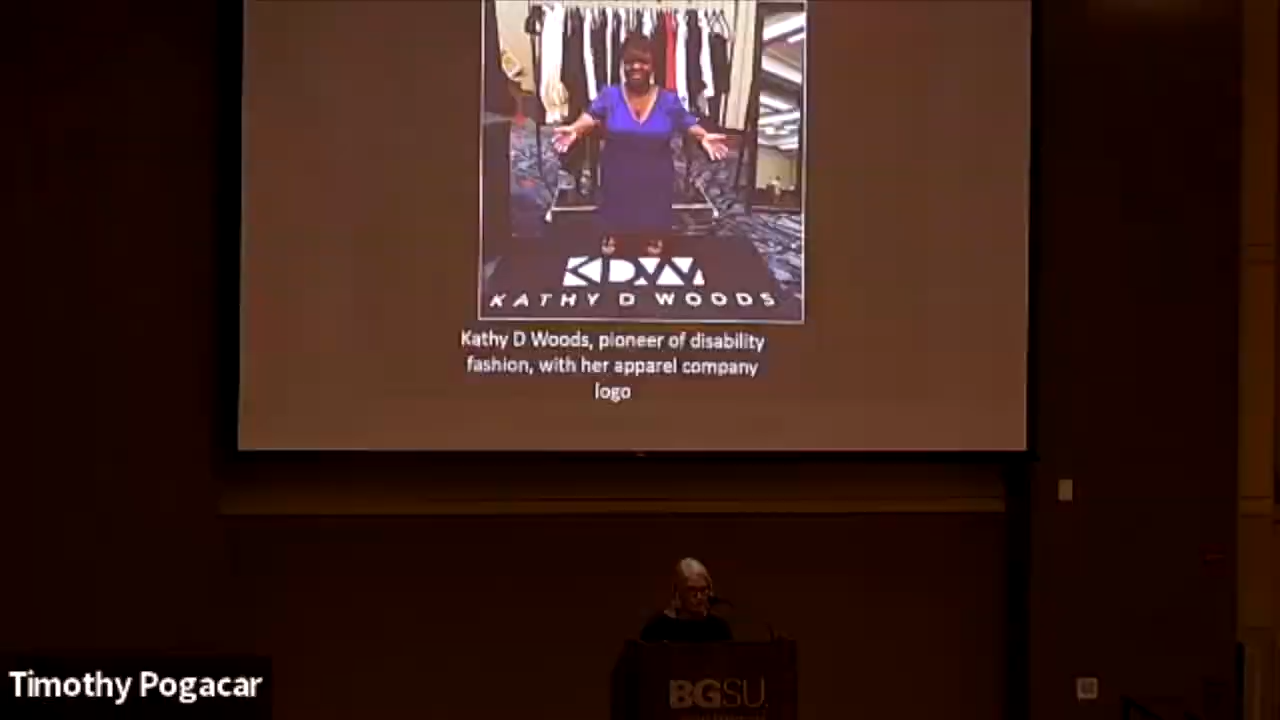 KDW
KATHY D WOODS
Kathy D Woods, pioneer of disability
fashion, with her apparel company
logo
Timothy Pogacar
BGSU